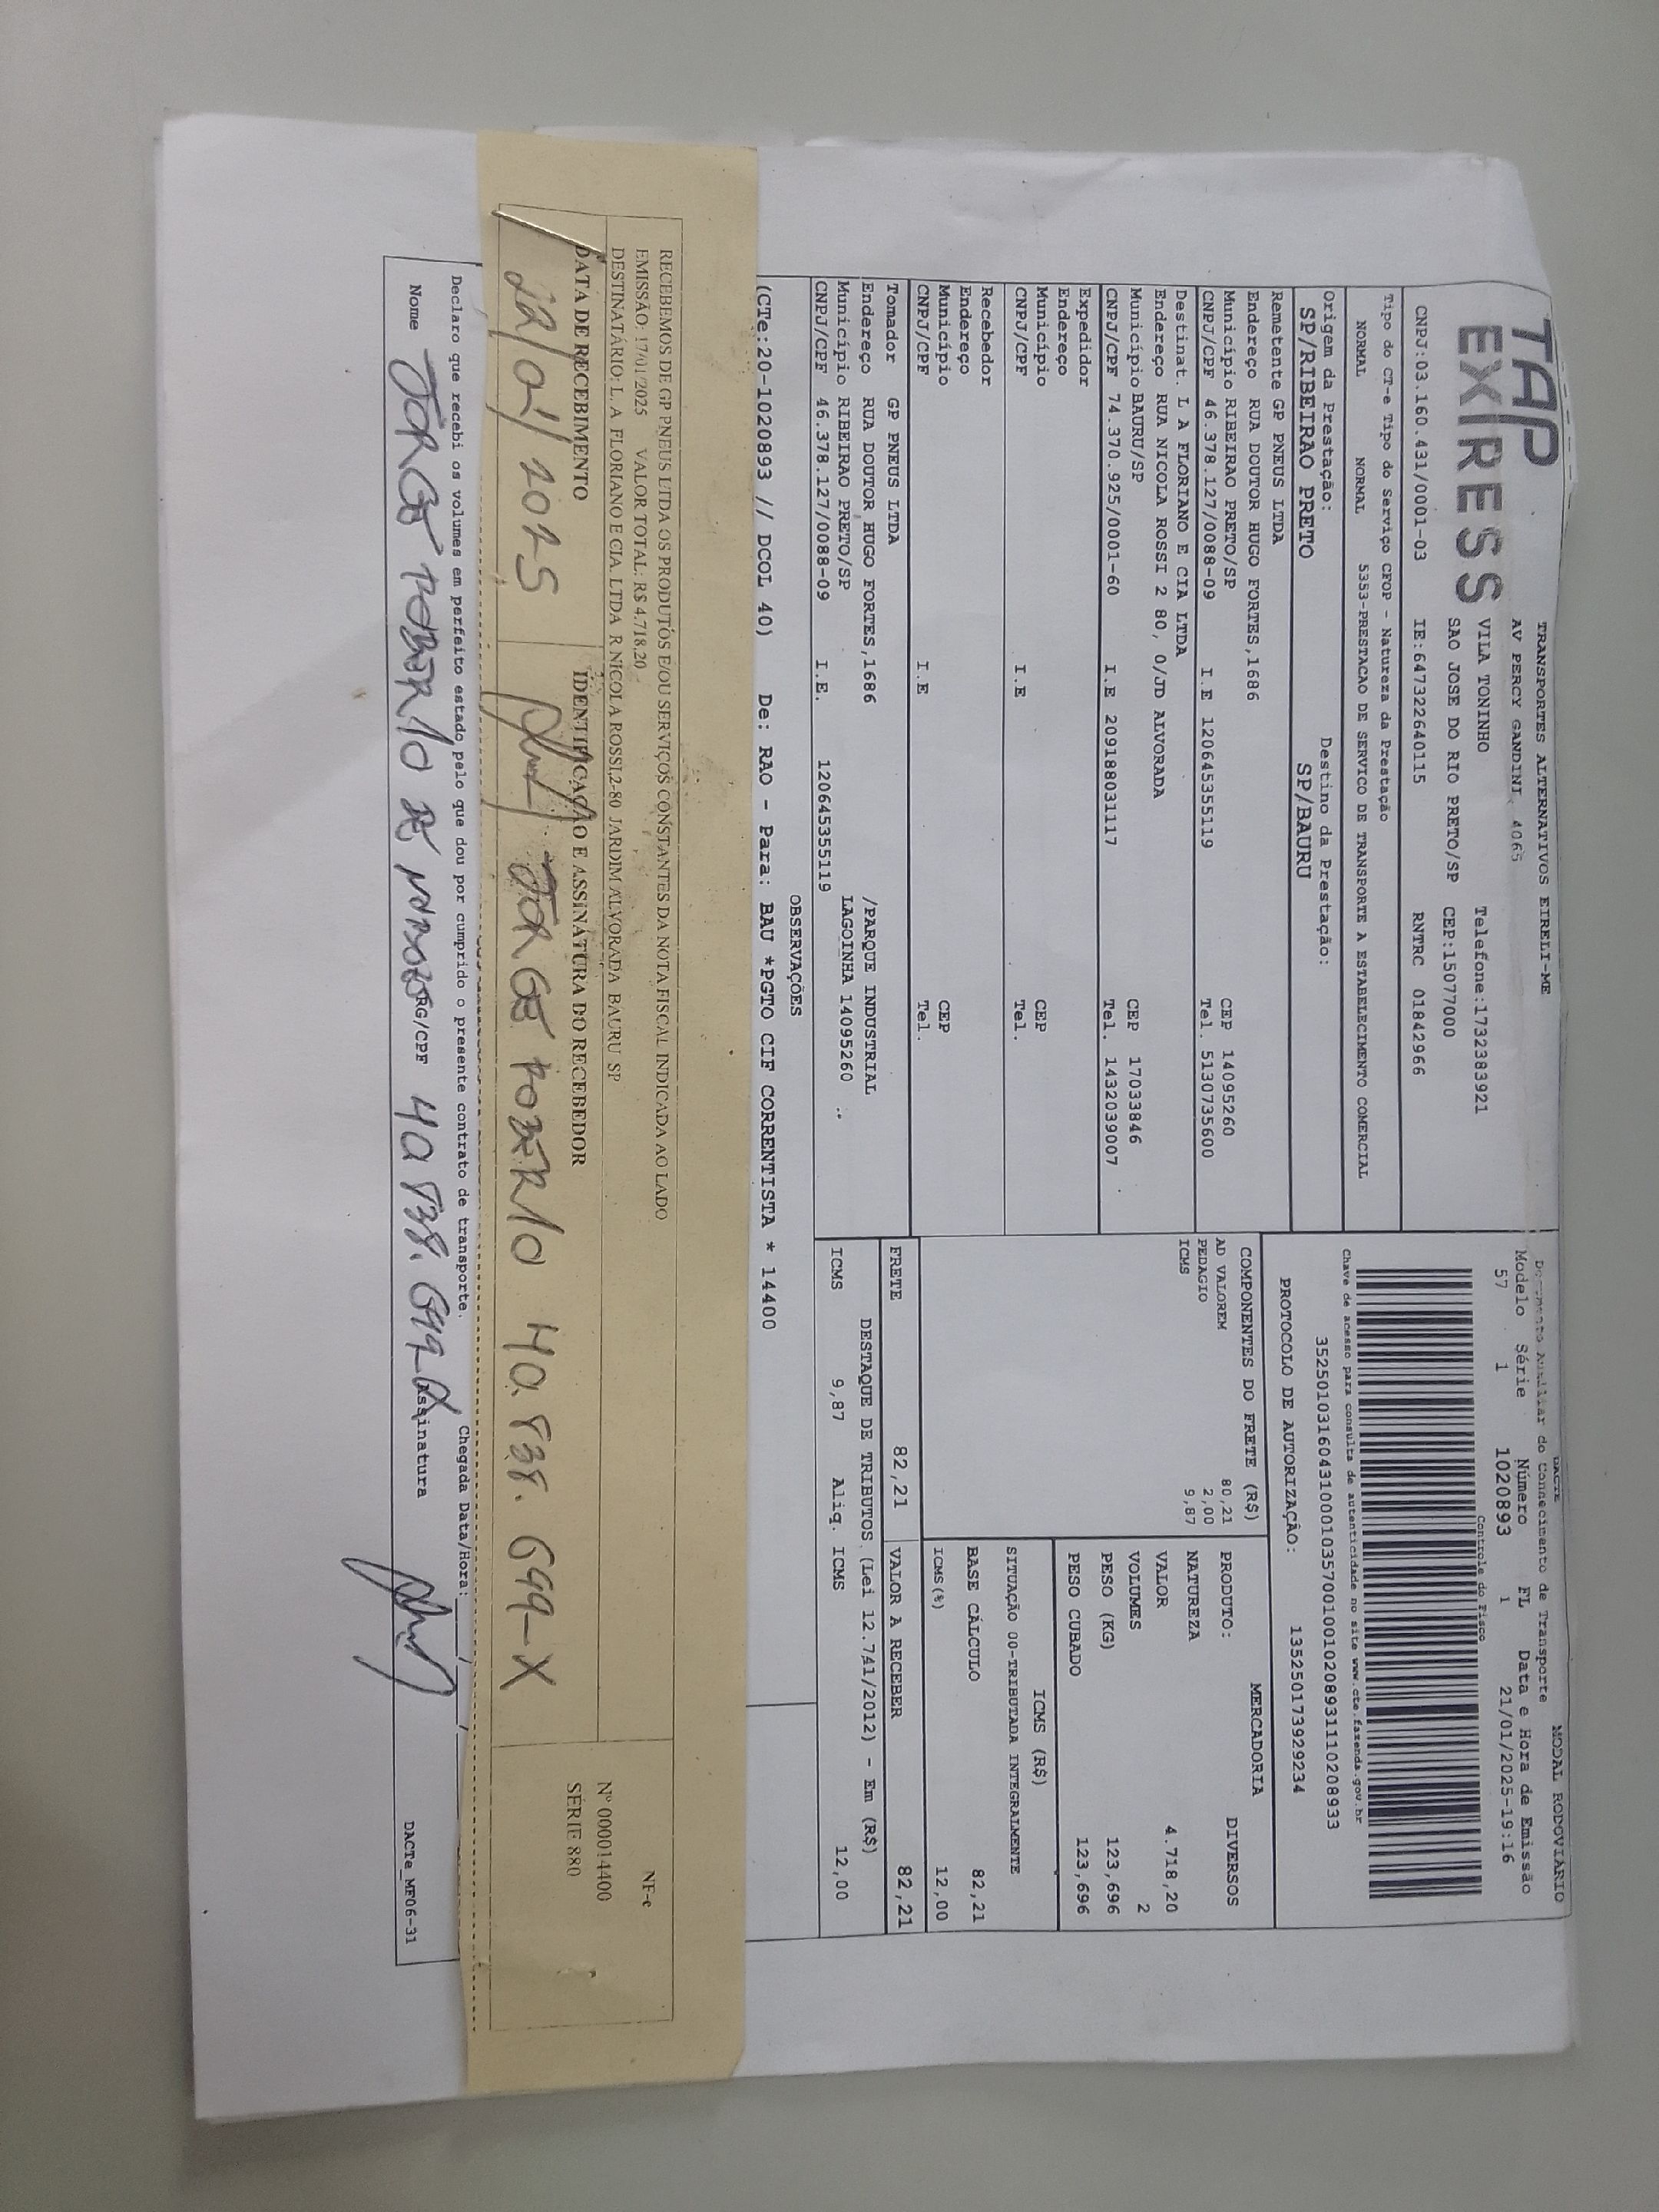 TAP
EXPRESS
TRANSPORTES ALTERNATIVOS EIRELI-ME
AV PERCY GANDINI, 4065
VILA TONINHO Telefone:1732383921
SAO JOSE DO RIO PRETO/SP CEP:15077000
CNPJ:03.160.431/0001-03 IE:647322640115 RNTRC 01842966
Tipo do CT-e Tipo do Serviço CFOP - Natureza da Prestação
NORMAL NORMAL 5353-PRESTACAO DE SERVICO DE TRANSPORTE A ESTABELECIMENTO COMERCIAL
Origem da Prestação: Destino da Prestação:
SP/RIBEIRAO PRETO SP/BAURU
DACTE MODAL RODOVIÁRIO
Documento Auxiliar do Conhecimento de Transporte
Modelo Série Número FL Data e Hora de Emissão
57 1 1020893 1 21/01/2025-19:16
Controle do Fisco
Chave de acesso para consulta de autenticidade no site www.cte.fazenda.gov.br
35250103160431000103570010010208931110208933
PROTOCOLO DE AUTORIZAÇÃO: 135250173929234
Remetente GP PNEUS LTDA
Endereço RUA DOUTOR HUGO FORTES,1686
Município RIBEIRAO PRETO/SP CEP 14095260
CNPJ/CPF 46.378.127/0088-09 I.E 120645355119 Tel. 5130735600
Destinat. L A FLORIANO E CIA LTDA
Endereço RUA NICOLA ROSSI 2 80, 0/JD ALVORADA
Município BAURU/SP CEP 17033846
CNPJ/CPF 74.370.925/0001-60 I.E 209188031117 Tel. 1432039007
Expedidor
Endereço
Município CEP
CNPJ/CPF I.E Tel.
Recebedor
Endereço
Município CEP
CNPJ/CPF I.E Tel.
Tomador GP PNEUS LTDA
Endereço RUA DOUTOR HUGO FORTES,1686 /PARQUE INDUSTRIAL
Município RIBEIRAO PRETO/SP LAGOINHA 14095260
CNPJ/CPF 46.378.127/0088-09 I.E. 120645355119
COMPONENTES DO FRETE (R$)
AD VALOREM 80,21
PEDAGIO 2,00
ICMS 9,87
MERCADORIA
PRODUTO: DIVERSOS
NATUREZA
VALOR 4.718,20
VOLUMES 2
PESO (KG) 123,696
PESO CUBADO 123,696
ICMS (R$)
SITUAÇÃO 00-TRIBUTADA INTEGRALMENTE
BASE CÁLCULO 82,21
ICMS(%) 12,00
FRETE 82,21 VALOR A RECEBER 82,21
DESTAQUE DE TRIBUTOS (Lei 12.741/2012) - Em (R$)
ICMS 9,87 Aliq. ICMS 12,00
OBSERVAÇÕES
(CTe:20-1020893 // DCOL 40) De: RAO - Para: BAU *PGTO CIF CORRENTISTA * 14400
RECEBEMOS DE GP PNEUS LTDA OS PRODUTOS E/OU SERVIÇOS CONSTANTES DA NOTA FISCAL INDICADA AO LADO
EMISSÃO: 17/01/2025 VALOR TOTAL: R$ 4.718,20
DESTINATÁRIO: L. A FLORIANO E CIA. LTDA R NICOLA ROSSI,2-80 JARDIM ALVORADA BAURU SP
DATA DE RECEBIMENTO IDENTIFICAÇÃO E ASSINATURA DO RECEBEDOR
22/01/2025 JORGE ROBERIO 40.838.699-X
NF-e
Nº 000014400
SÉRIE 880
Declaro que recebi os volumes em perfeito estado pelo que dou por cumprido o presente contrato de transporte. Chegada Data/Hora: ____/____/____
Nome JORGE ROBERIO RG/CPF 40.838.699-X Assinatura
DACTe_MF06-31